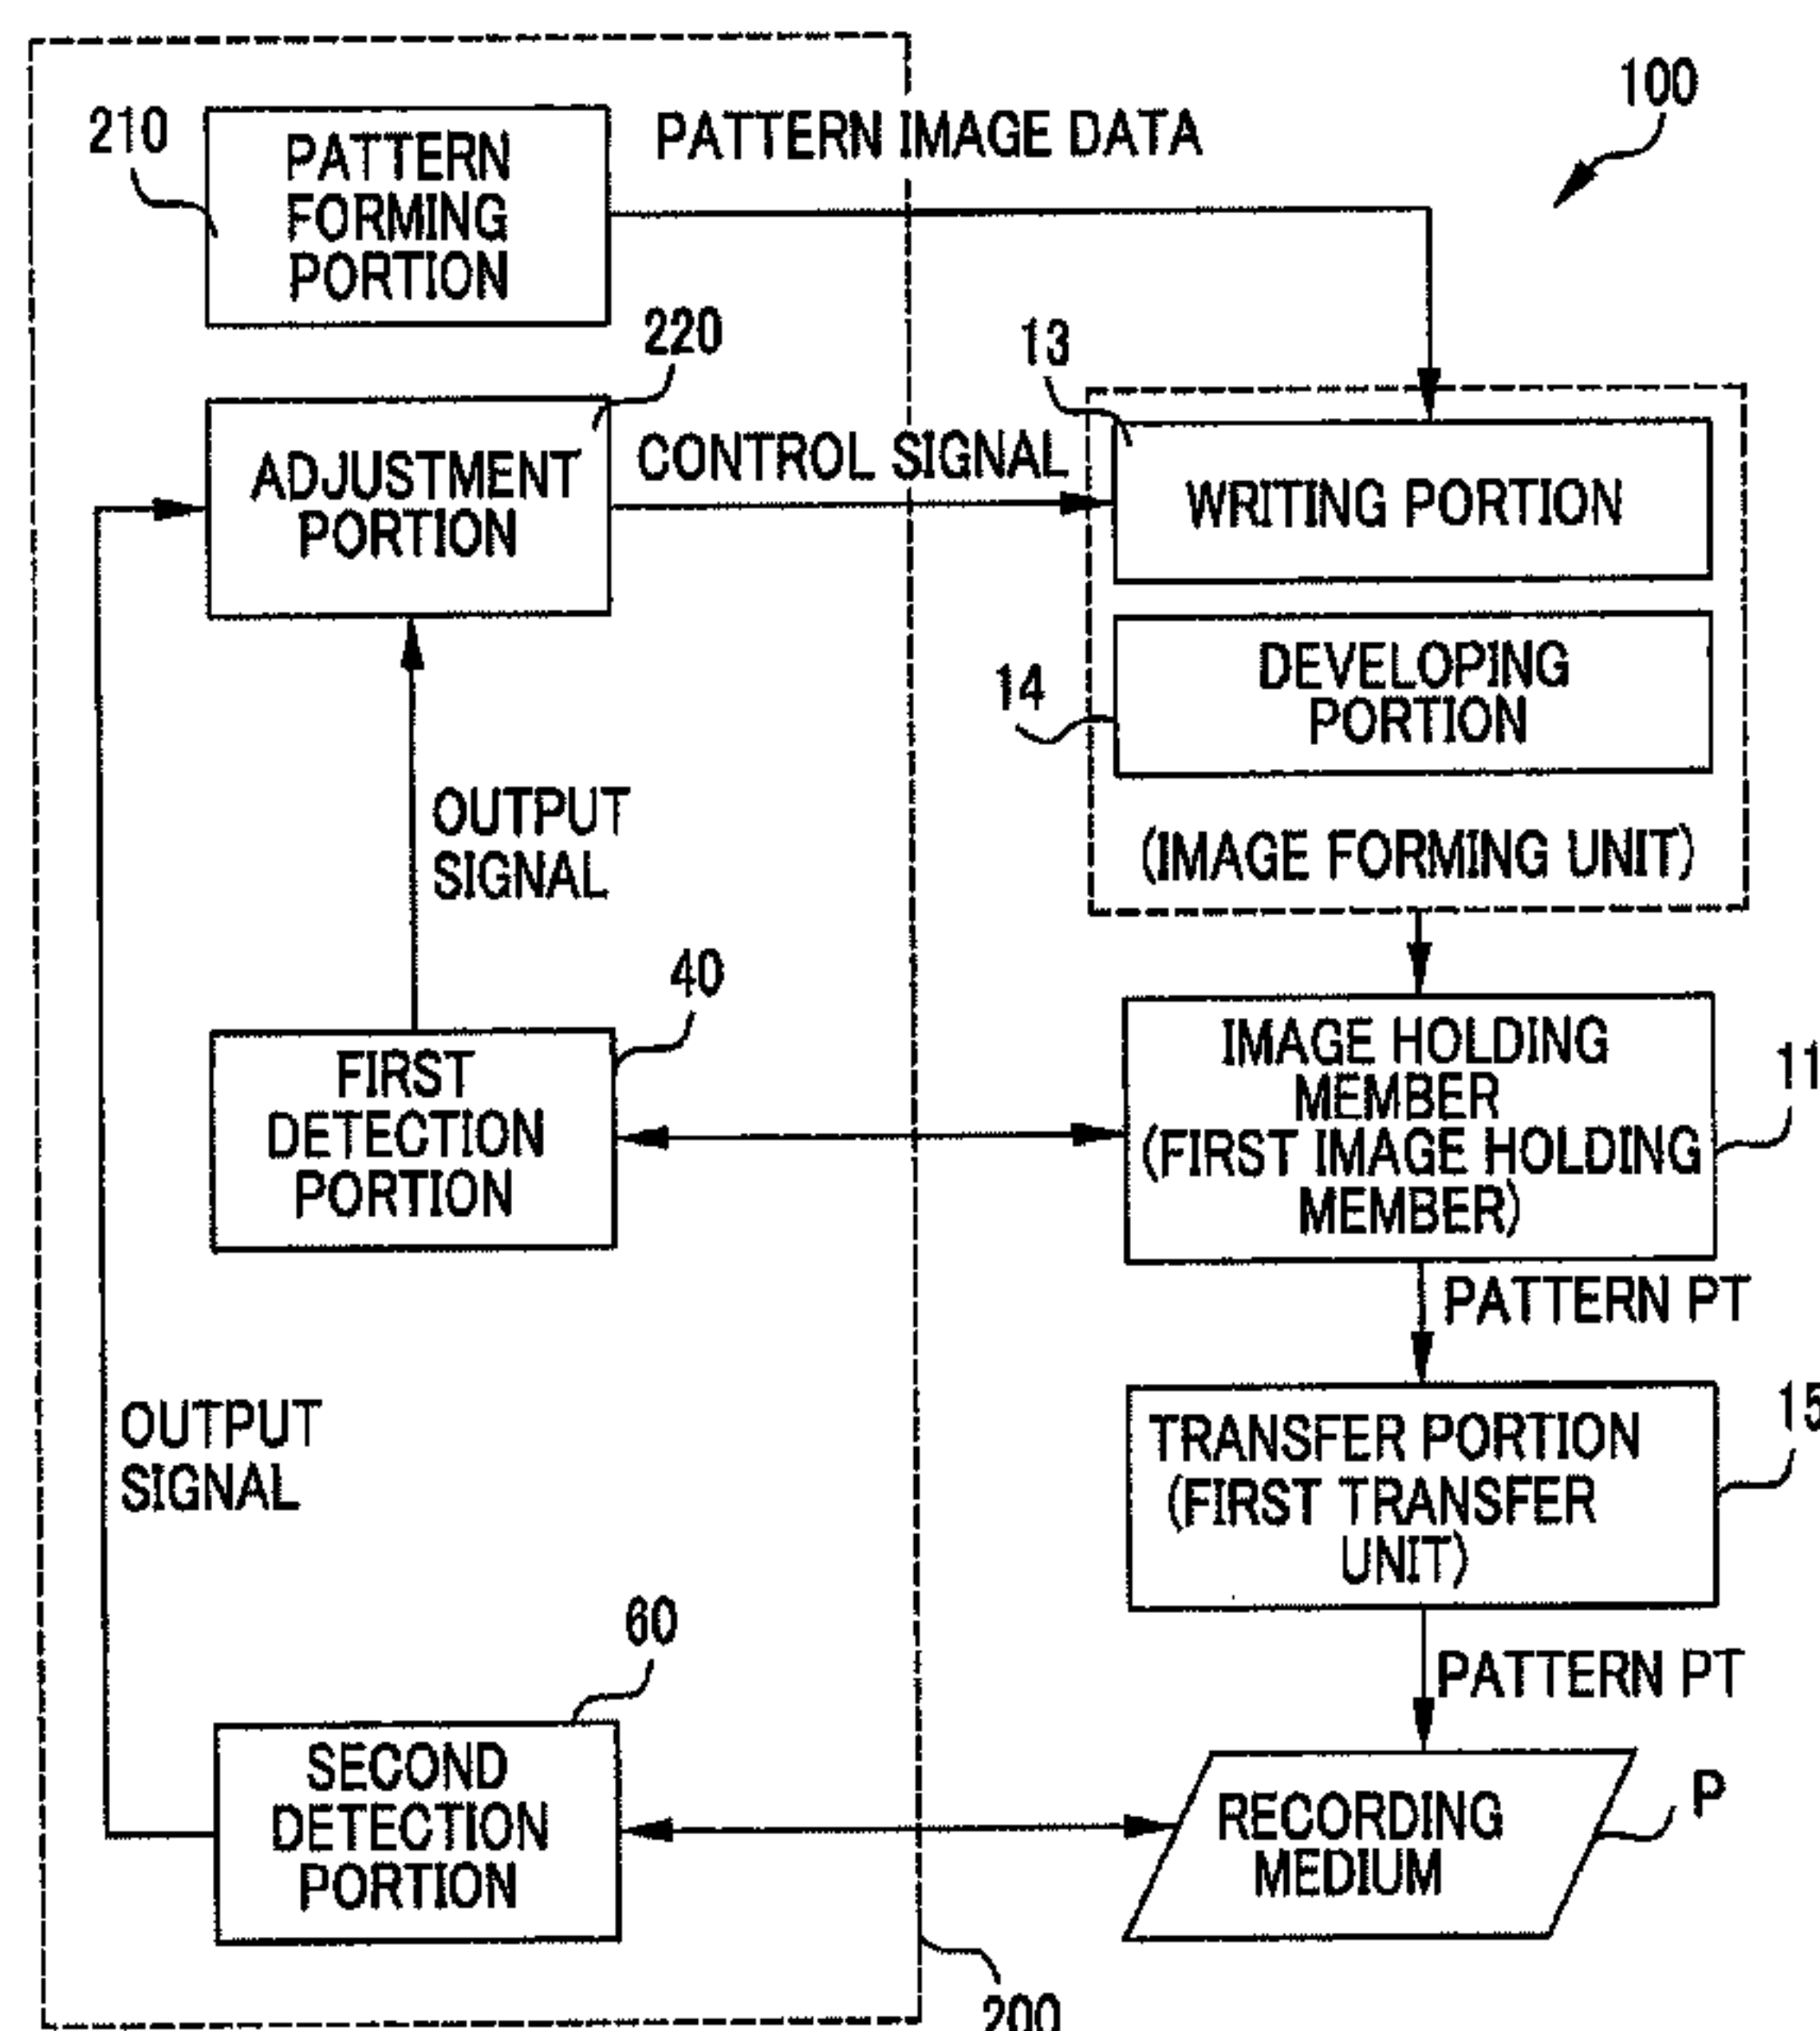 100
210
PATTERN
FORMING
PORTION
PATTERN IMAGE DATA
220
ADJUSTMENT
PORTION
CONTROL SIGNAL
13
WRITING PORTION
14
DEVELOPING
PORTION
(IMAGE FORMING UNIT)
OUTPUT
SIGNAL
40
FIRST
DETECTION
PORTION
IMAGE HOLDING
MEMBER
(FIRST IMAGE HOLDING
MEMBER)
11
PATTERN PT
TRANSFER PORTION
(FIRST TRANSFER
UNIT)
15
OUTPUT
SIGNAL
PATTERN PT
60
SECOND
DETECTION
PORTION
RECORDING
MEDIUM
P
200